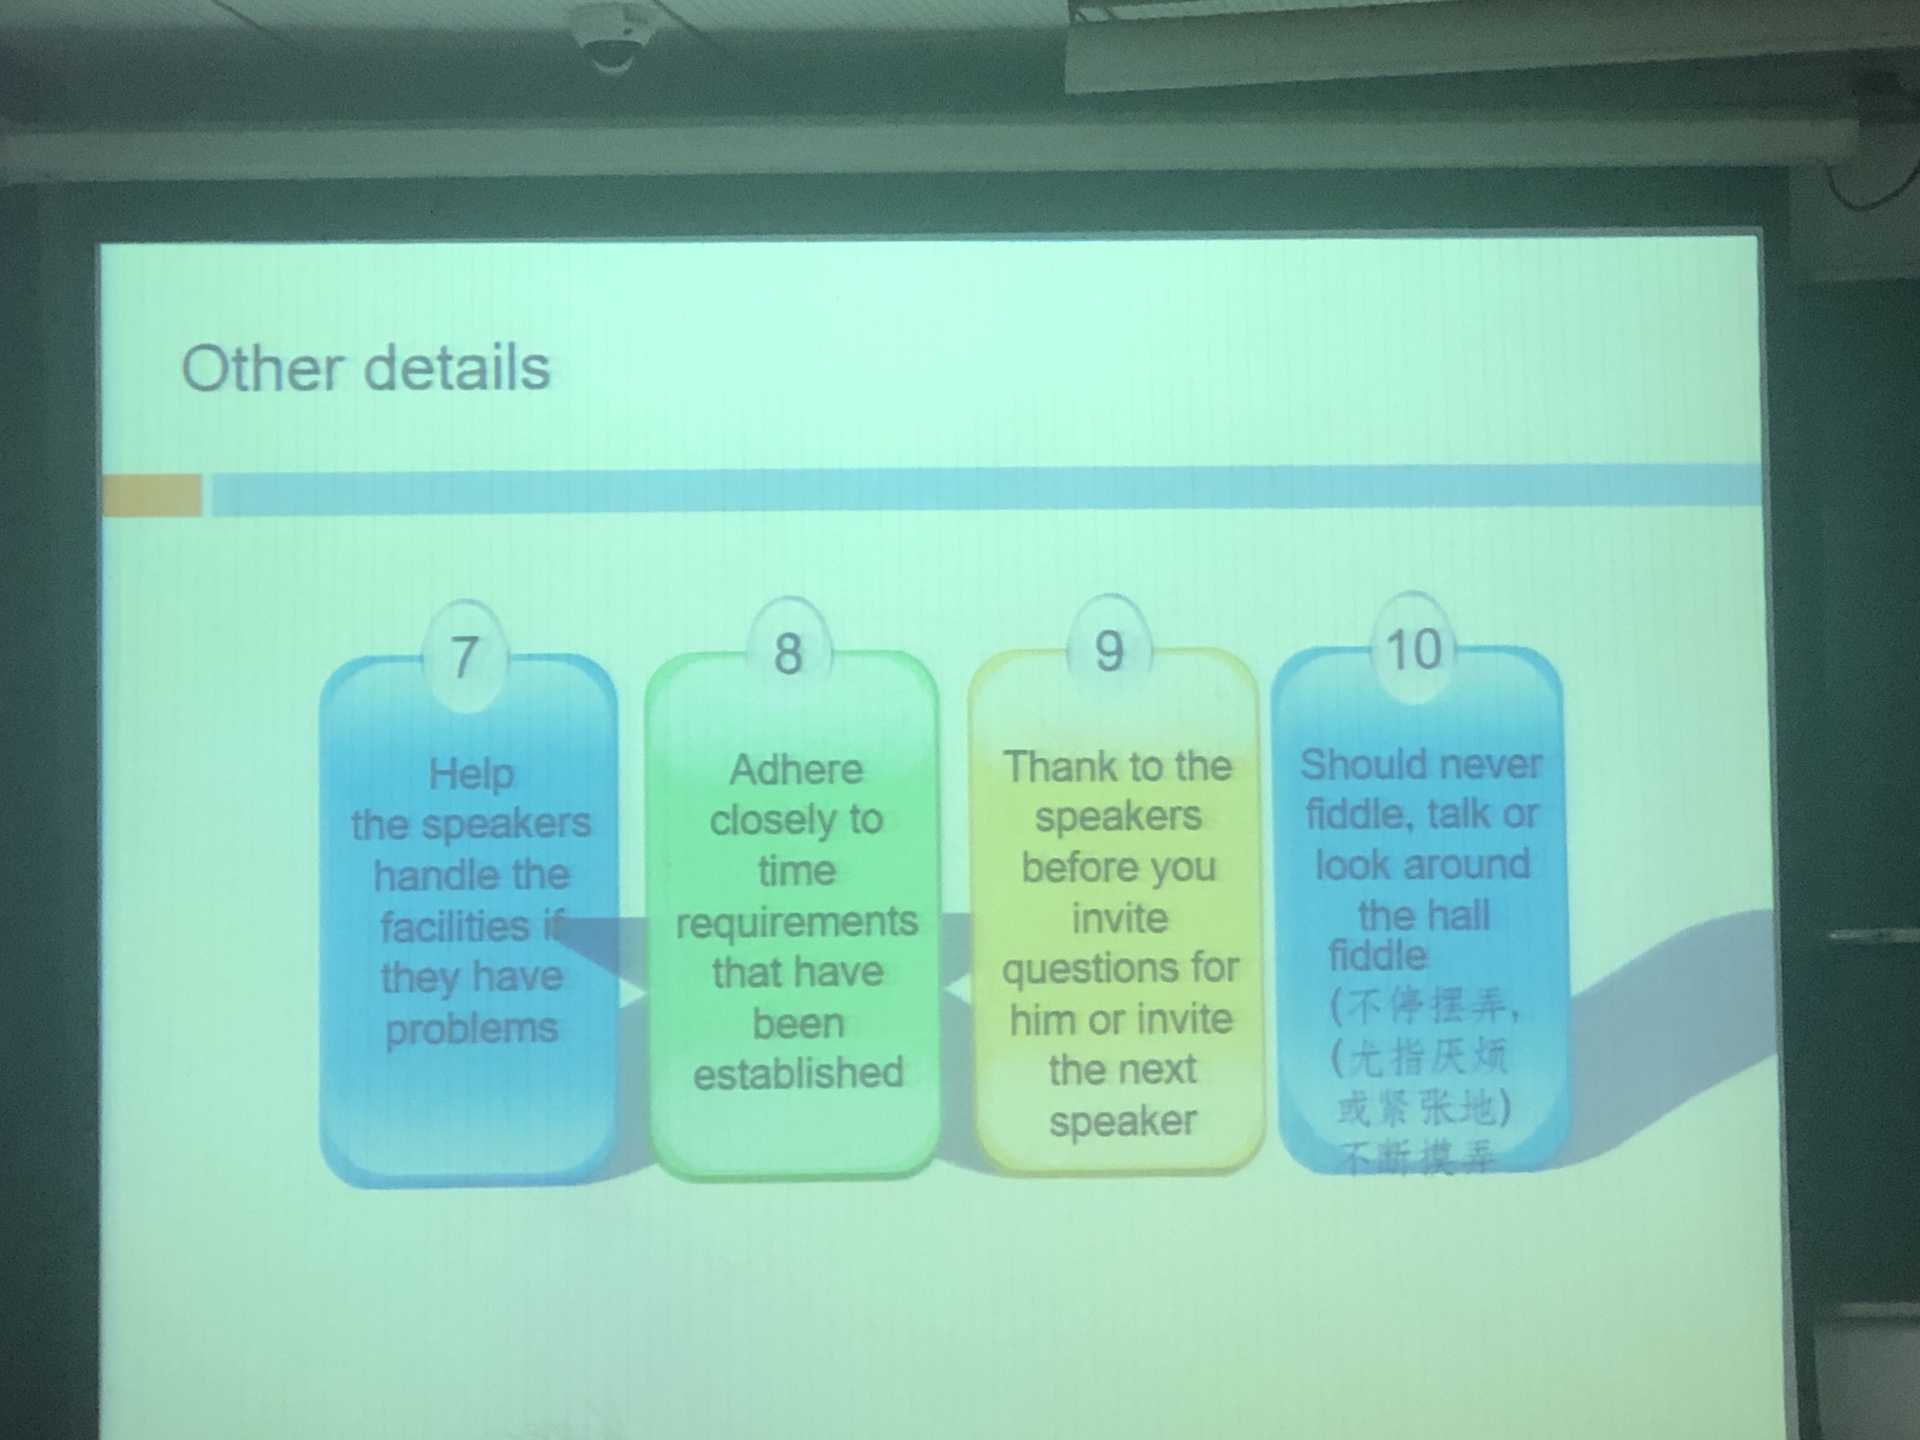 Other details
7
Help
the speakers
handle the
facilities if
they have
problems
8
Adhere
closely to
time
requirements
that have
been
established
9
Thank to the
speakers
before you
invite
questions for
him or invite
the next
speaker
10
Should never
fiddle, talk or
look around
the hall
fiddle
(不停摆弄,
(尤指厌烦
或紧张地)
不断摸弄